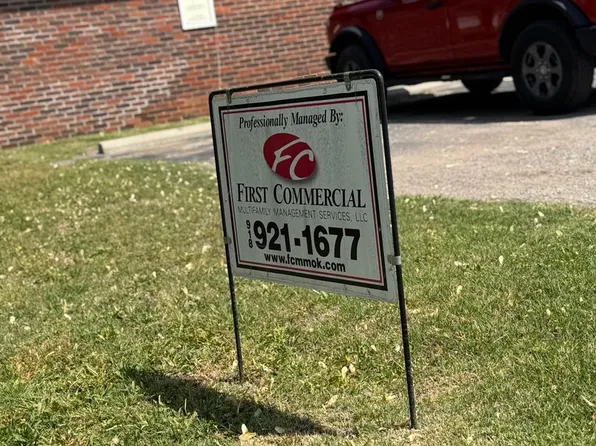 Professionally Managed By:
FC
FIRST COMMERCIAL
MULTIFAMILY MANAGEMENT SERVICES, LLC
918 921-1677
www.fcmmok.com